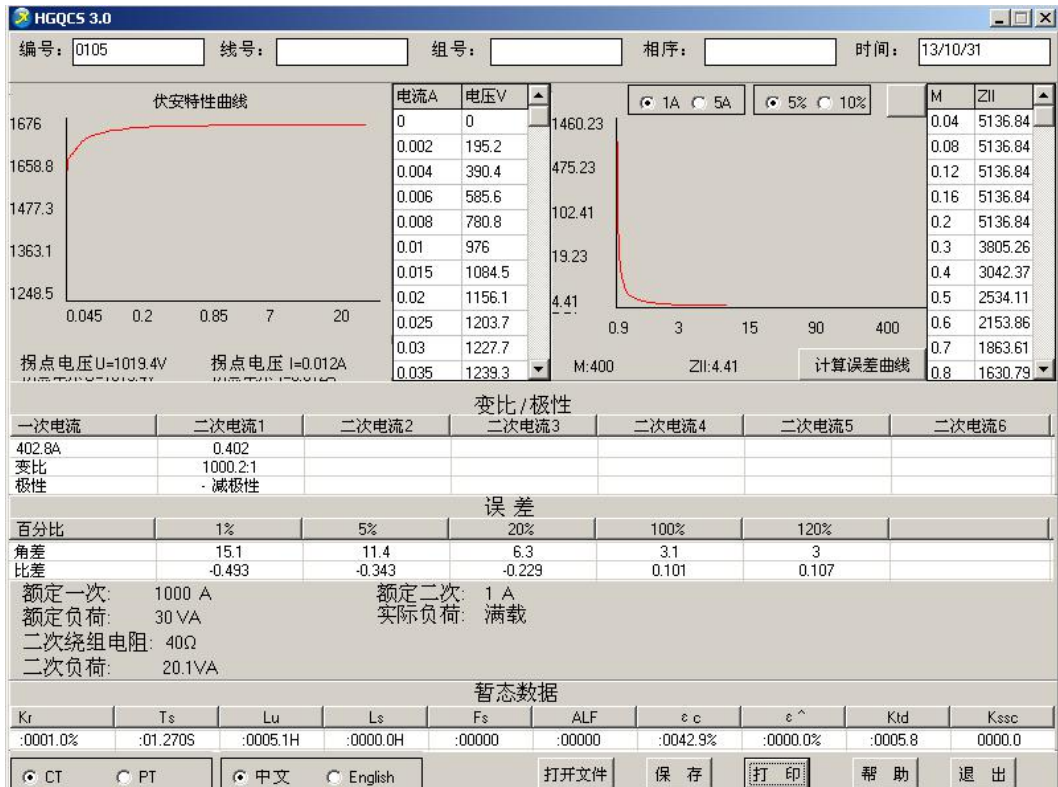 HGQCS 3.0
编号: 0105 线号: 组号: 相序: 时间: 13/10/31
伏安特性曲线
1676
1658.8
1477.3
1363.1
1248.5
0.045 0.2 0.85 7 20
拐点电压U=1019.4V 拐点电压 I=0.012A
电流A 电压V
0 0
0.002 195.2
0.004 390.4
0.006 585.6
0.008 780.8
0.01 976
0.015 1084.5
0.02 1156.1
0.025 1203.7
0.03 1227.7
0.035 1239.3
1A 5A 5% 10%
1460.23
475.23
102.41
19.23
4.41
0.9 3 15 90 400
M:400 ZII:4.41 计算误差曲线
M ZII
0.04 5136.84
0.08 5136.84
0.12 5136.84
0.16 5136.84
0.2 5136.84
0.3 3805.26
0.4 3042.37
0.5 2534.11
0.6 2153.86
0.7 1863.61
0.8 1630.79
变比/极性
一次电流 二次电流1 二次电流2 二次电流3 二次电流4 二次电流5 二次电流6
402.8A 0.402
变比 1000.2:1
极性 - 减极性
误 差
百分比 1% 5% 20% 100% 120%
角差 15.1 11.4 6.3 3.1 3
比差 -0.493 -0.343 -0.229 0.101 0.107
额定一次: 1000 A 额定二次: 1 A
额定负荷: 30 VA 实际负荷: 满载
二次绕组电阻: 40Ω
二次负荷: 20.1VA
暂态数据
Kr Ts Lu Ls Fs ALF ε c ε ^ Ktd Kssc
:0001.0% :01.270S :0005.1H :0000.0H :00000 :00000 :0042.9% :0000.0% :0005.8 0000.0
CT PT 中文 English 打开文件 保 存 打 印 帮 助 退 出